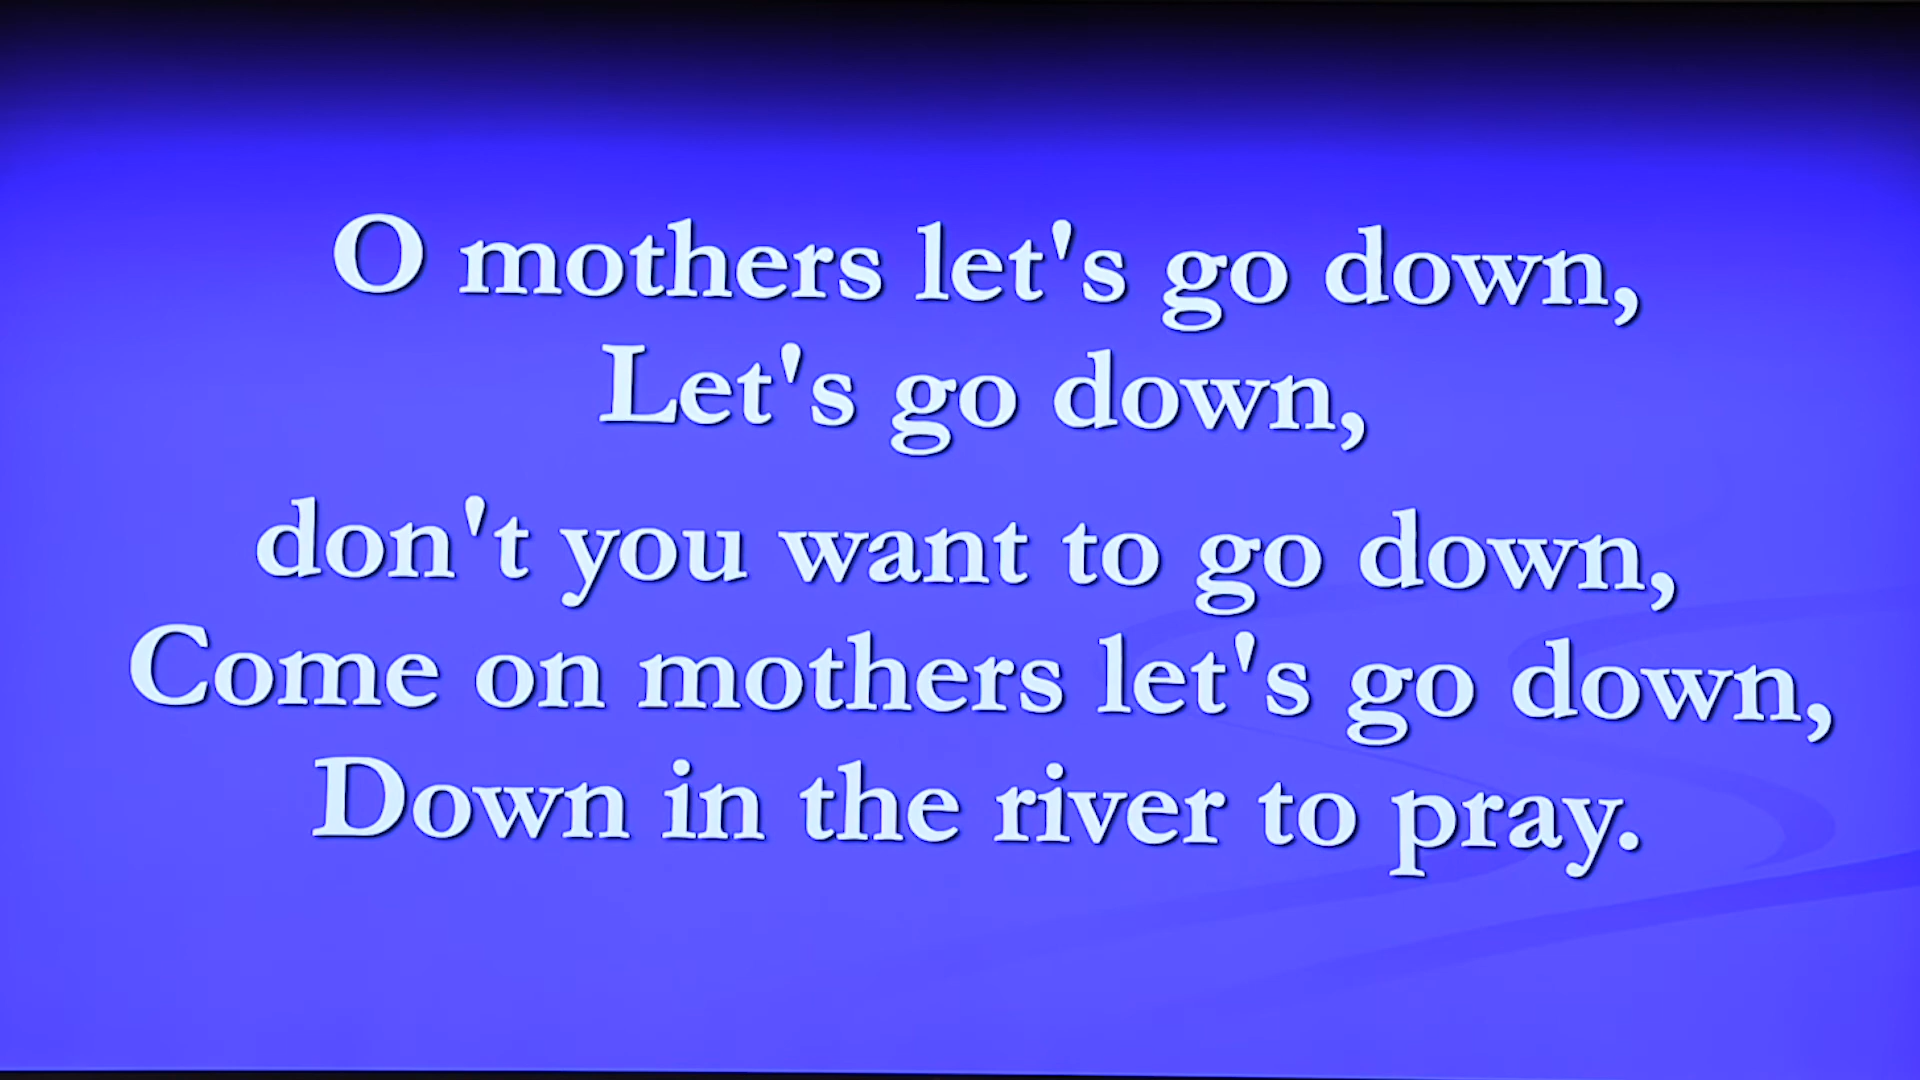 O mothers let's go down,
Let's go down,
don't you want to go down,
Come on mothers let's go down,
Down in the river to pray.